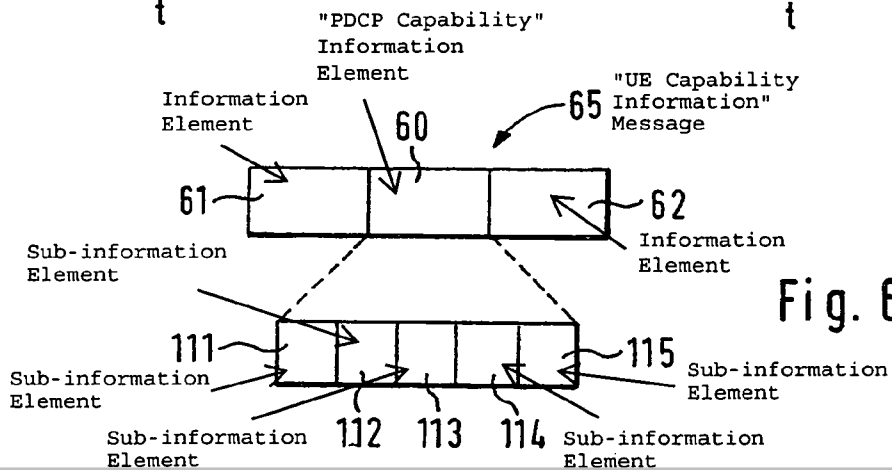 t
t
"PDCP Capability"
Information
Element
"UE Capability
Information"
Message
65
Information
Element
60
61
62
Information
Element
Sub-information
Element
Fig. 6
111
115
Sub-information
Element
Sub-information
Element
112
113
114
Sub-information
Element
Sub-information
Element